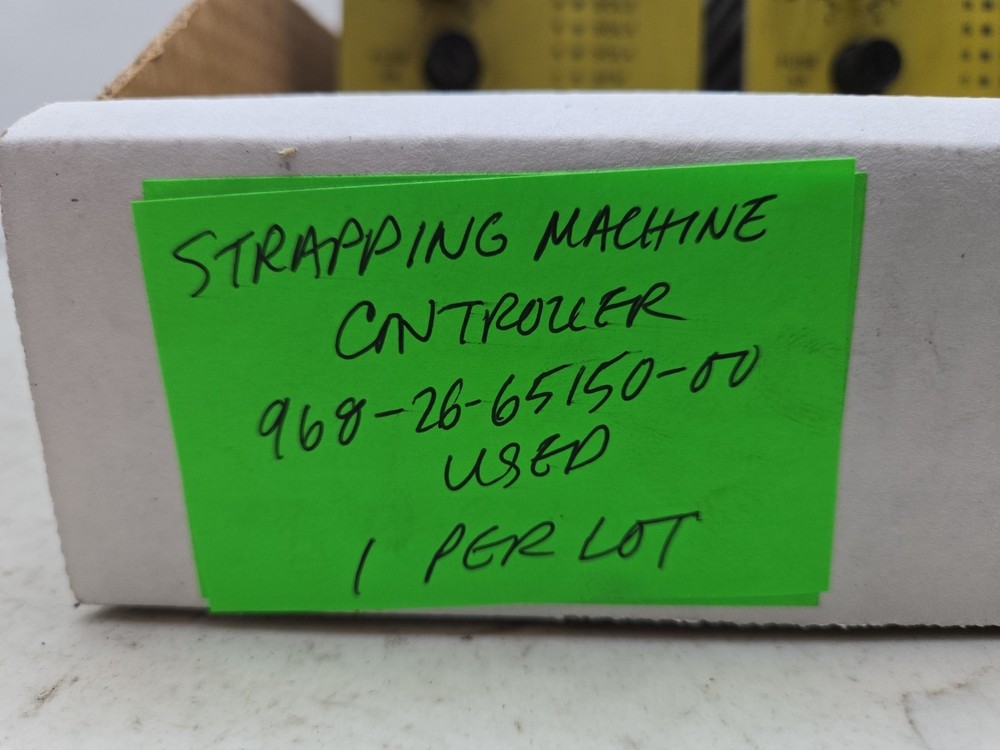 STRAPPING MACHINE
CONTROLLER
968-26-65150-00
USED
1 PER LOT